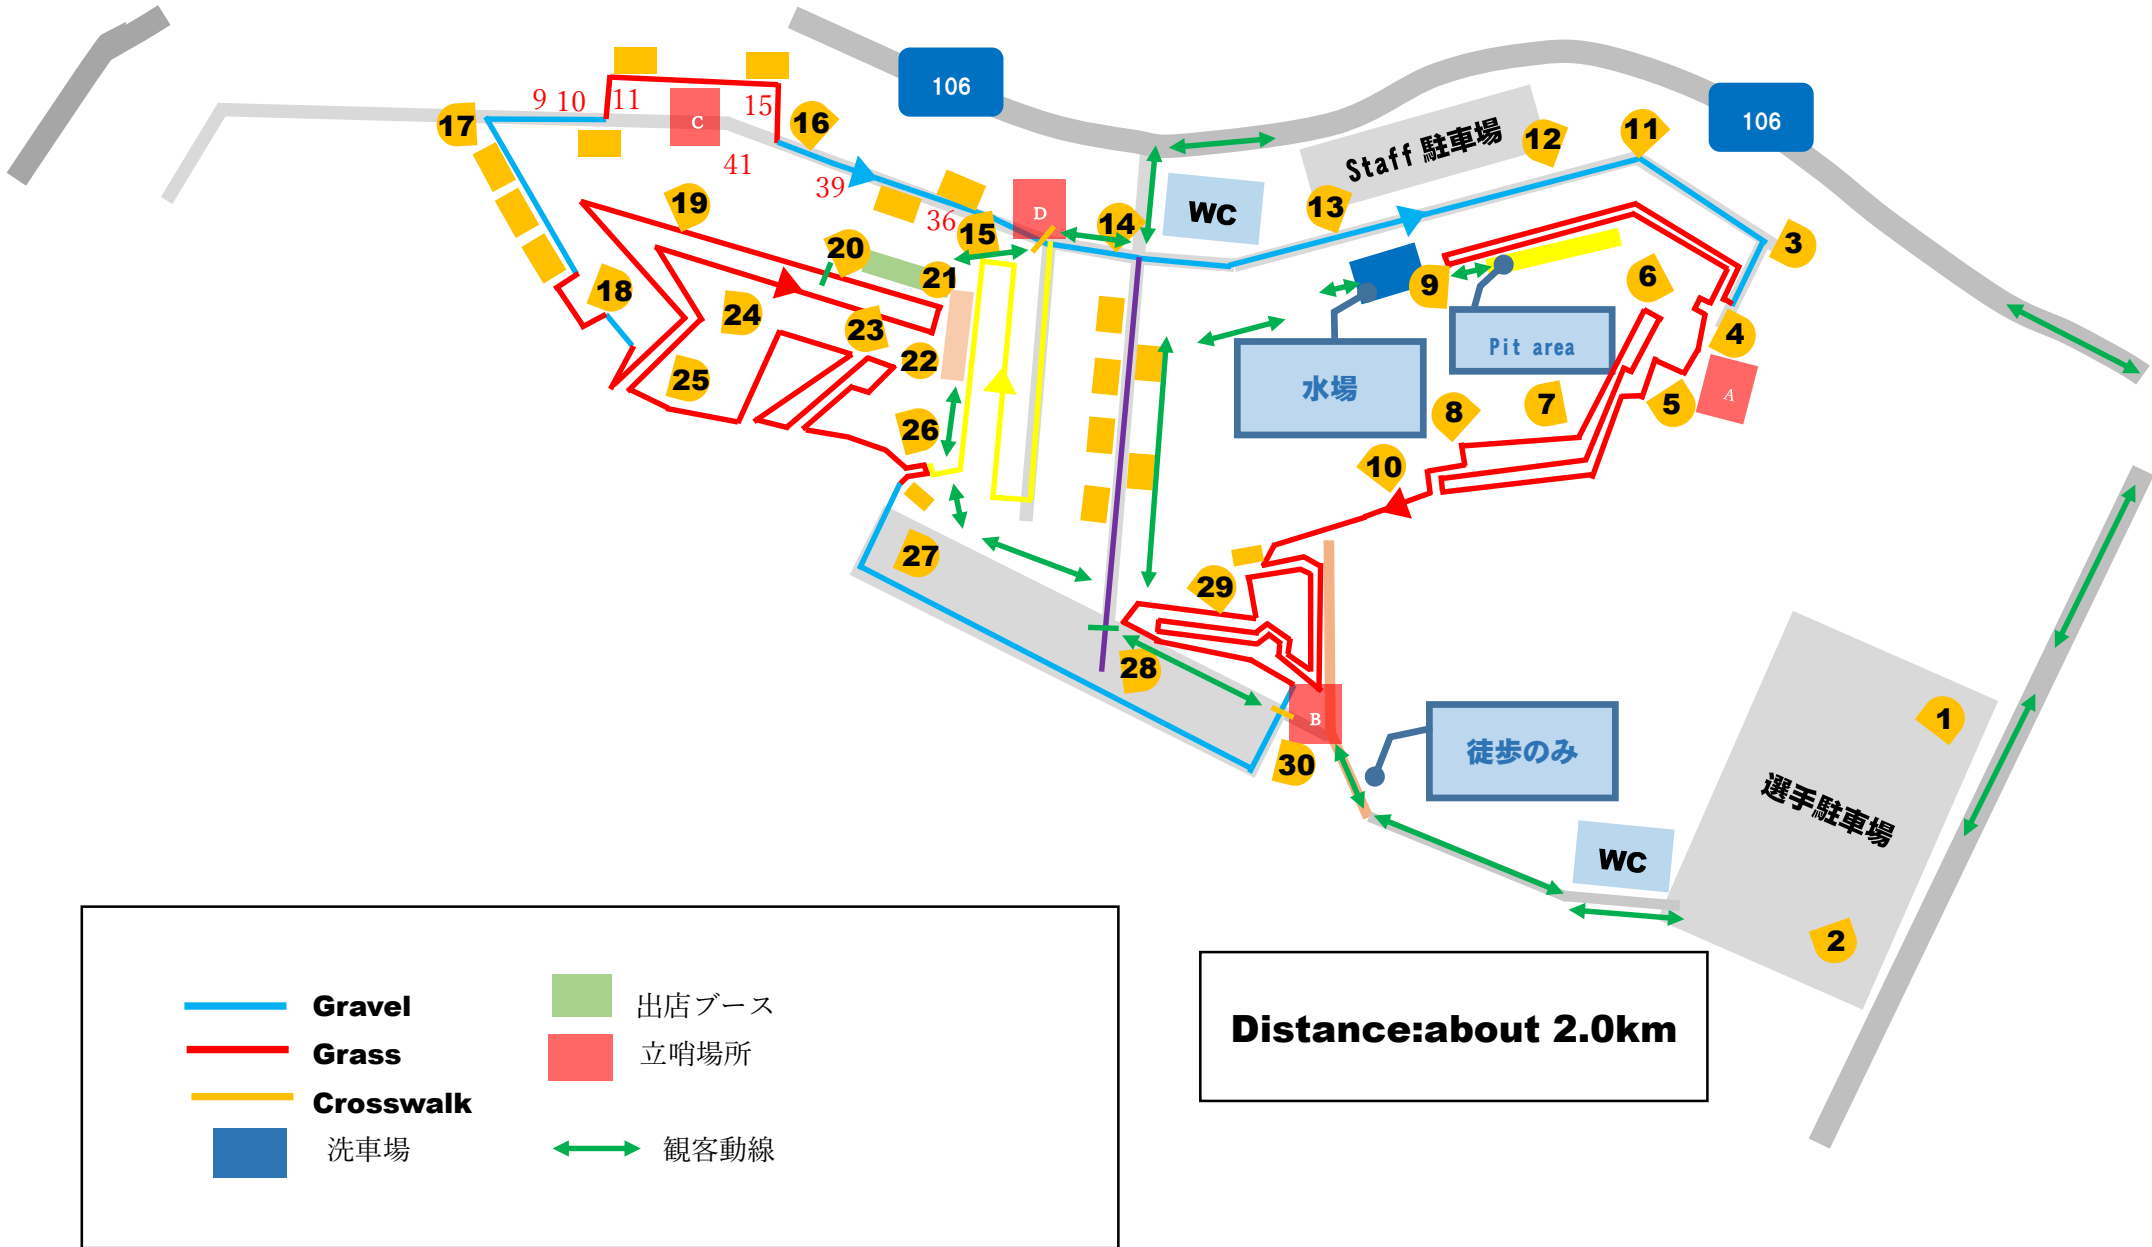 106
106
Staff 駐車場
12
11
13
WC
3
9 10
11
15
C
41
39
36
D
17
16
14
15
19
20
21
18
24
23
22
25
26
27
9
6
4
Pit area
水場
8
7
5
A
10
29
28
B
30
徒歩のみ
1
選手駐車場
WC
2
Gravel
Grass
Crosswalk
洗車場
出店ブース
立哨場所
観客動線
Distance:about 2.0km